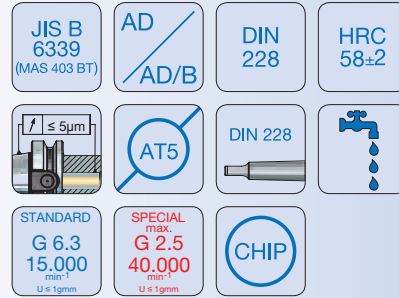 JIS B
6339
(MAS 403 BT)
AD
AD/B
DIN
228
HRC
58±2
↗ ≤ 5µm
AT5
DIN 228
STANDARD
G 6.3
15.000
min⁻¹
U ≤ 1gmm
SPECIAL
max.
G 2.5
40.000
min⁻¹
U ≤ 1gmm
CHIP